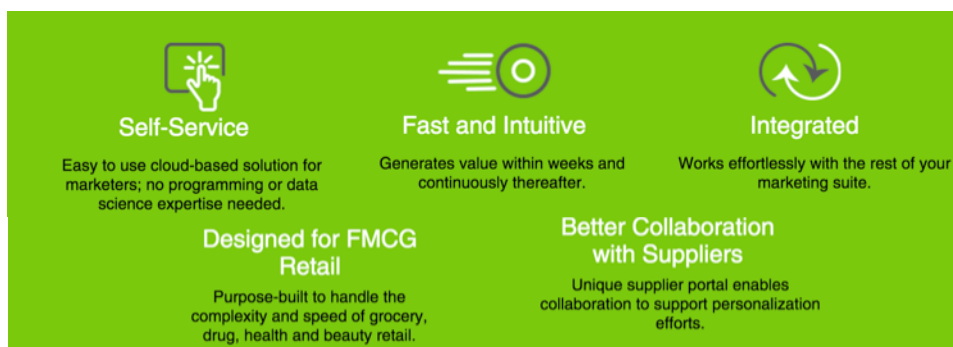 Self-Service
Easy to use cloud-based solution for
marketers; no programming or data
science expertise needed.
Fast and Intuitive
Generates value within weeks and
continuously thereafter.
Integrated
Works effortlessly with the rest of your
marketing suite.
Designed for FMCG
Retail
Purpose-built to handle the
complexity and speed of grocery,
drug, health and beauty retail.
Better Collaboration
with Suppliers
Unique supplier portal enables
collaboration to support personalization
efforts.